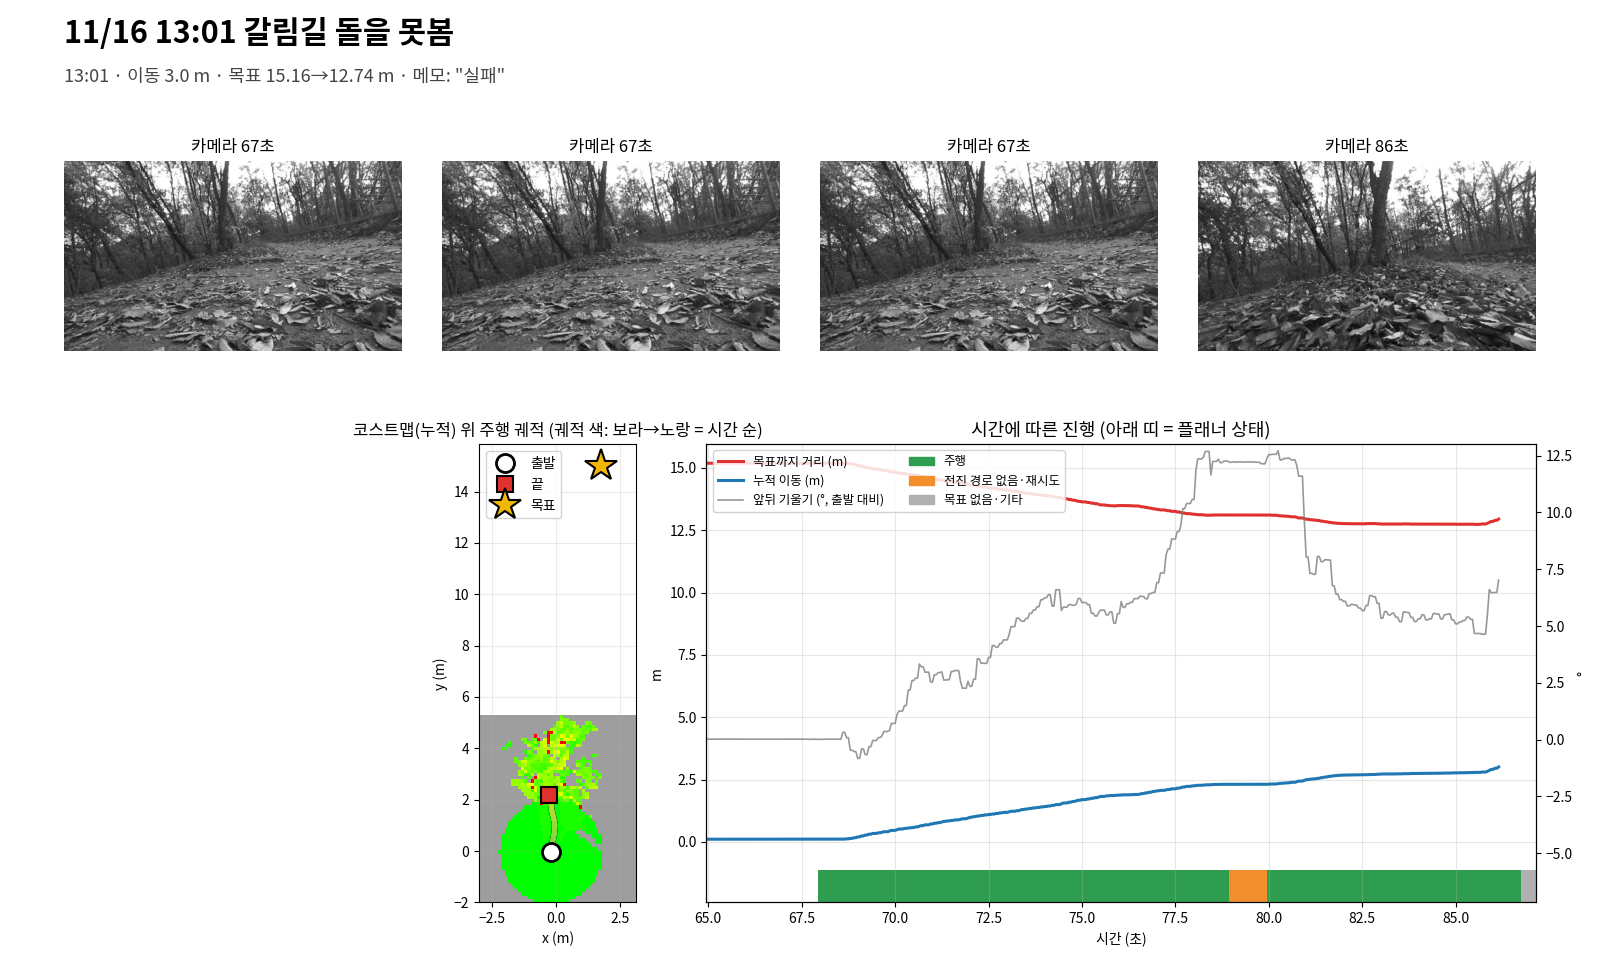 11/16 13:01 갈림길 돌을 못봄
13:01 · 이동 3.0 m · 목표 15.16→12.74 m · 메모: "실패"
카메라 67초
카메라 67초
카메라 67초
카메라 86초
코스트맵(누적) 위 주행 궤적 (궤적 색: 보라→노랑 = 시간 순)
출발
끝
목표
y (m)
14
12
10
8
6
4
2
0
−2
−2.5
0.0
2.5
x (m)
시간에 따른 진행 (아래 띠 = 플래너 상태)
목표까지 거리 (m)
누적 이동 (m)
앞뒤 기울기 (°, 출발 대비)
주행
전진 경로 없음·재시도
목표 없음·기타
m
15.0
12.5
10.0
7.5
5.0
2.5
0.0
12.5
10.0
7.5
5.0
2.5
0.0
−2.5
−5.0
°
65.0
67.5
70.0
72.5
75.0
77.5
80.0
82.5
85.0
시간 (초)